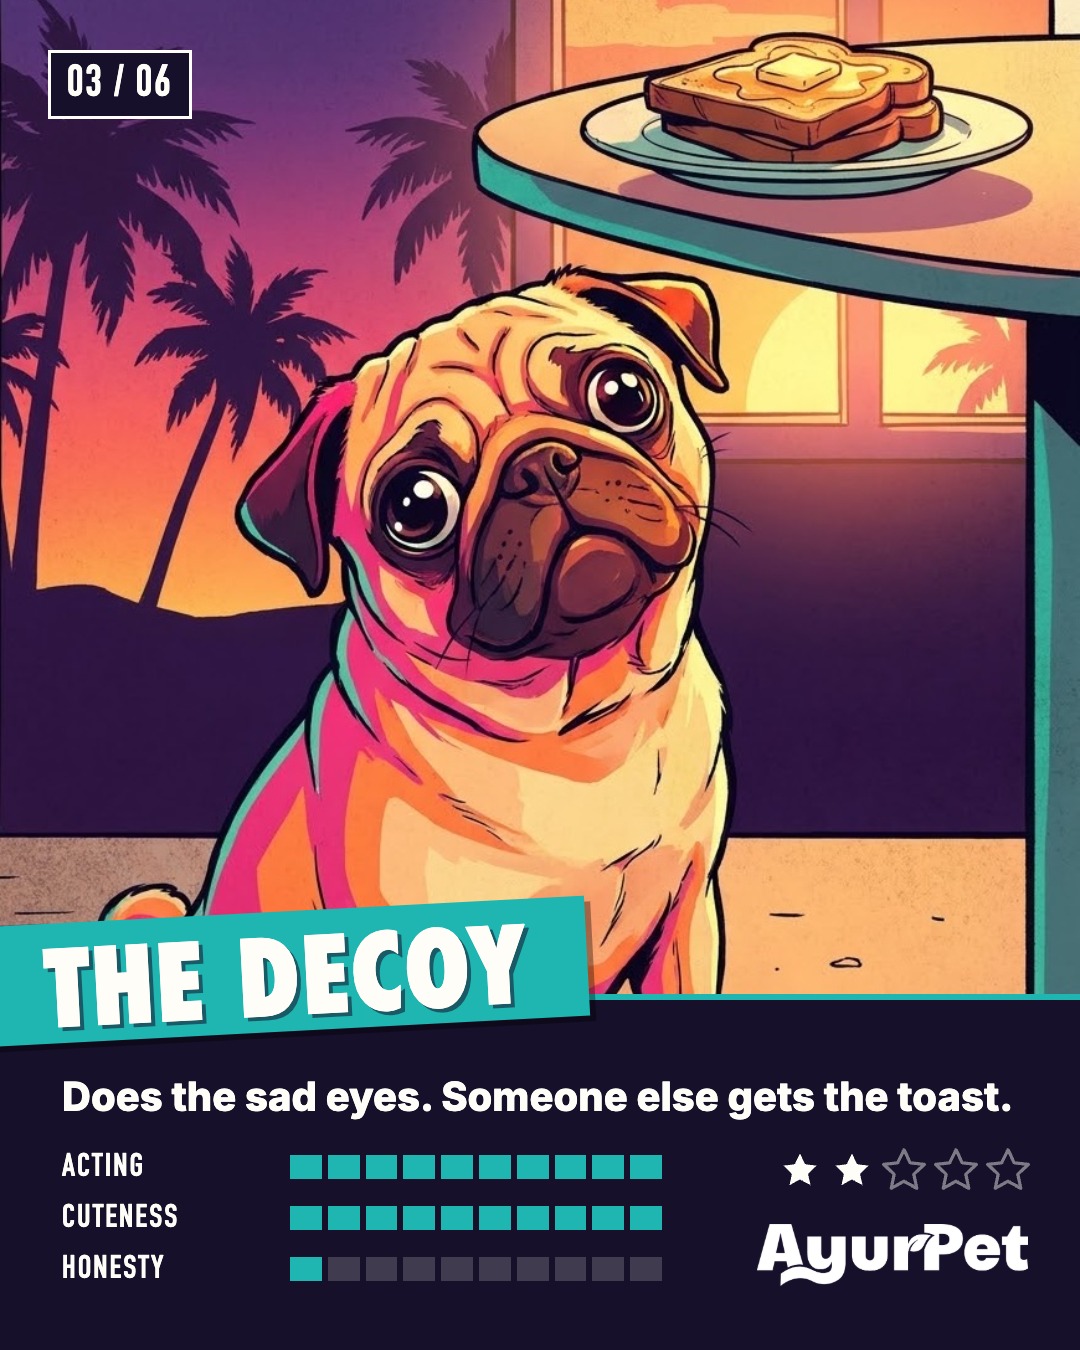 03 / 06
THE DECOY
Does the sad eyes. Someone else gets the toast.
ACTING
CUTENESS
HONESTY
AyurPet